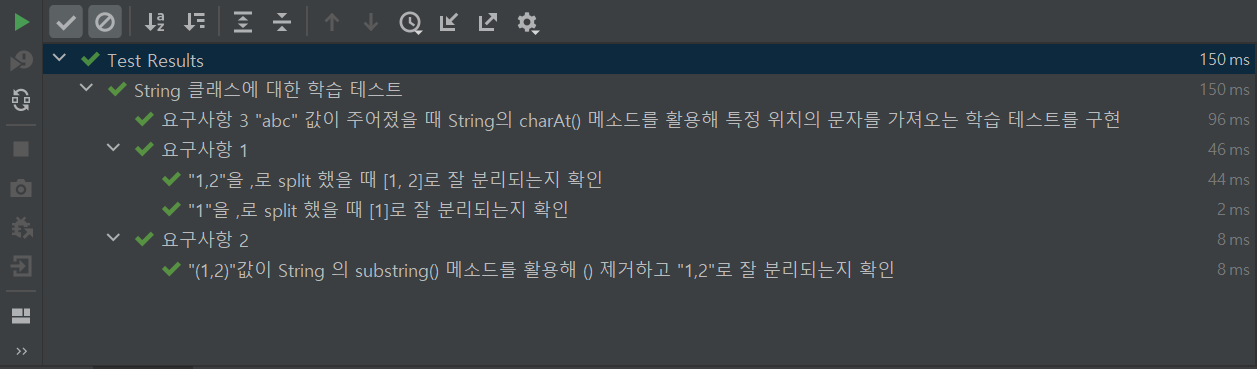 Test Results 150 ms
String 클래스에 대한 학습 테스트 150 ms
요구사항 3 "abc" 값이 주어졌을 때 String의 charAt() 메소드를 활용해 특정 위치의 문자를 가져오는 학습 테스트를 구현 96 ms
요구사항 1 46 ms
"1,2"을 ,로 split 했을 때 [1, 2]로 잘 분리되는지 확인 44 ms
"1"을 ,로 split 했을 때 [1]로 잘 분리되는지 확인 2 ms
요구사항 2 8 ms
"(1,2)"값이 String 의 substring() 메소드를 활용해 () 제거하고 "1,2"로 잘 분리되는지 확인 8 ms